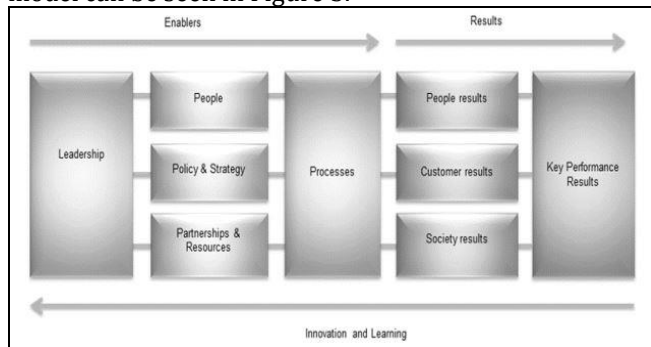 model can be seen in Figure 3.
Enablers
Results
People
People results
Leadership
Policy & Strategy
Processes
Customer results
Key Performance
Results
Partnerships &
Resources
Society results
Innovation and Learning